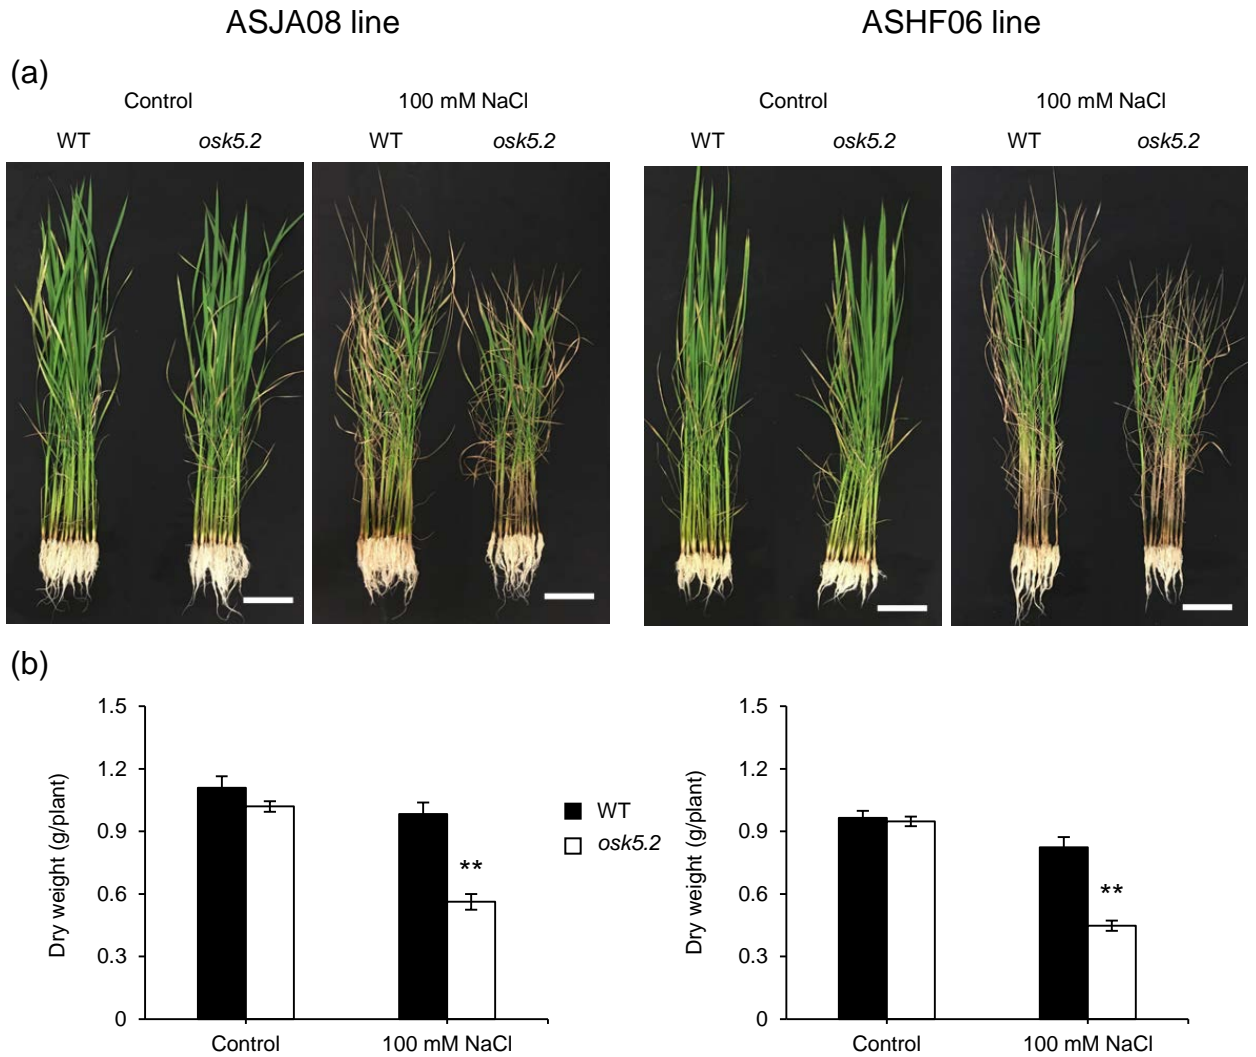 ASJA08 line ASHF06 line
(a)
Control 100 mM NaCl Control 100 mM NaCl
WT osk5.2 WT osk5.2 WT osk5.2 WT osk5.2
(b)
1.5
1.2
0.9
0.6
0.3
0
Dry weight (g/plant)
**
Control 100 mM NaCl
WT
osk5.2
1.5
1.2
0.9
0.6
0.3
0
Dry weight (g/plant)
**
Control 100 mM NaCl